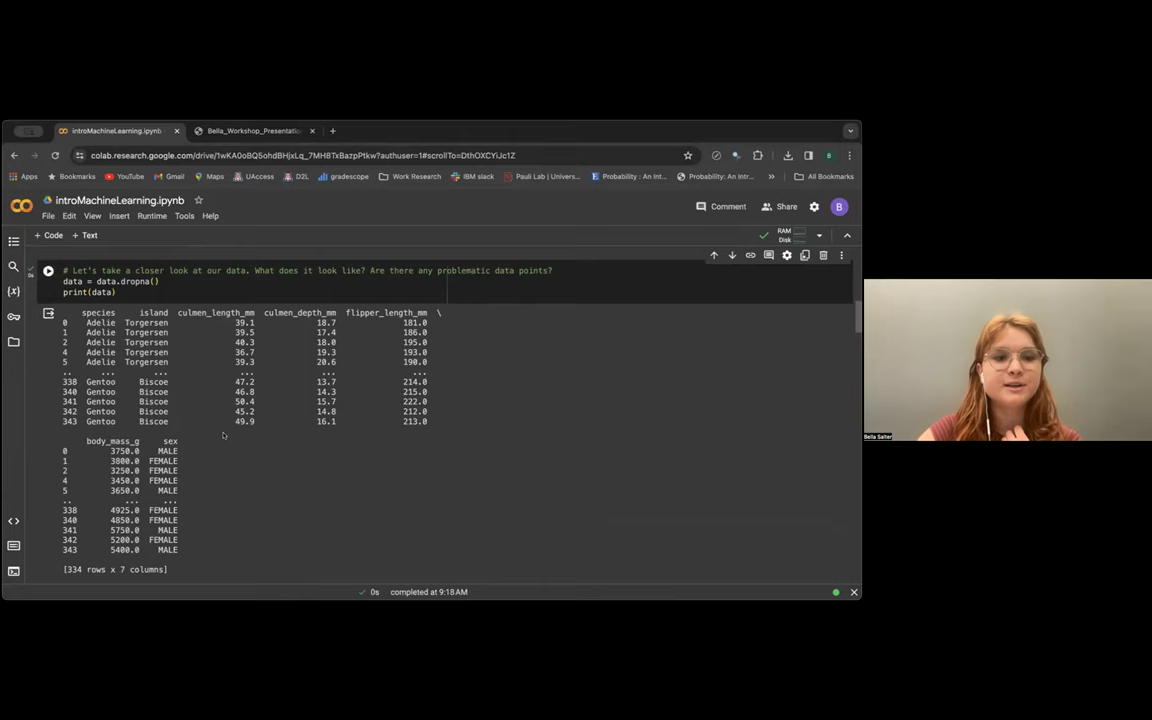 introMachineLearning.ipynb
Bella_Workshop_Presentation
colab.research.google.com/drive/1wKA0oBQ5ohdBHjxLq_7MH8TxBazpPtkw?authuser=1#scrollTo=DthOXCYiJc1Z
B
Apps Bookmarks YouTube Gmail Maps UAccess D2L gradescope Work Research IBM slack Pauli Lab | Univers... Probability : An Int... Probability: An Intr... All Bookmarks
introMachineLearning.ipynb
Comment Share B
File Edit View Insert Runtime Tools Help
+ Code + Text RAM
Disk
# Let's take a closer look at our data. What does it look like? Are there any problematic data points?
data = data.dropna()
print(data)
0s
species island culmen_length_mm culmen_depth_mm flipper_length_mm \
0 Adelie Torgersen 39.1 18.7 181.0
1 Adelie Torgersen 39.5 17.4 186.0
2 Adelie Torgersen 40.3 18.0 195.0
4 Adelie Torgersen 36.7 19.3 193.0
5 Adelie Torgersen 39.3 20.6 190.0
.. ... ... ... ... ...
338 Gentoo Biscoe 47.2 13.7 214.0
340 Gentoo Biscoe 46.8 14.3 215.0
341 Gentoo Biscoe 50.4 15.7 222.0
342 Gentoo Biscoe 45.2 14.8 212.0
343 Gentoo Biscoe 49.9 16.1 213.0
body_mass_g sex
0 3750.0 MALE
1 3800.0 FEMALE
2 3250.0 FEMALE
4 3450.0 FEMALE
5 3650.0 MALE
.. ... ...
338 4925.0 FEMALE
340 4850.0 FEMALE
341 5750.0 MALE
342 5200.0 FEMALE
343 5400.0 MALE
[334 rows x 7 columns]
0s completed at 9:18 AM
Bella Salter